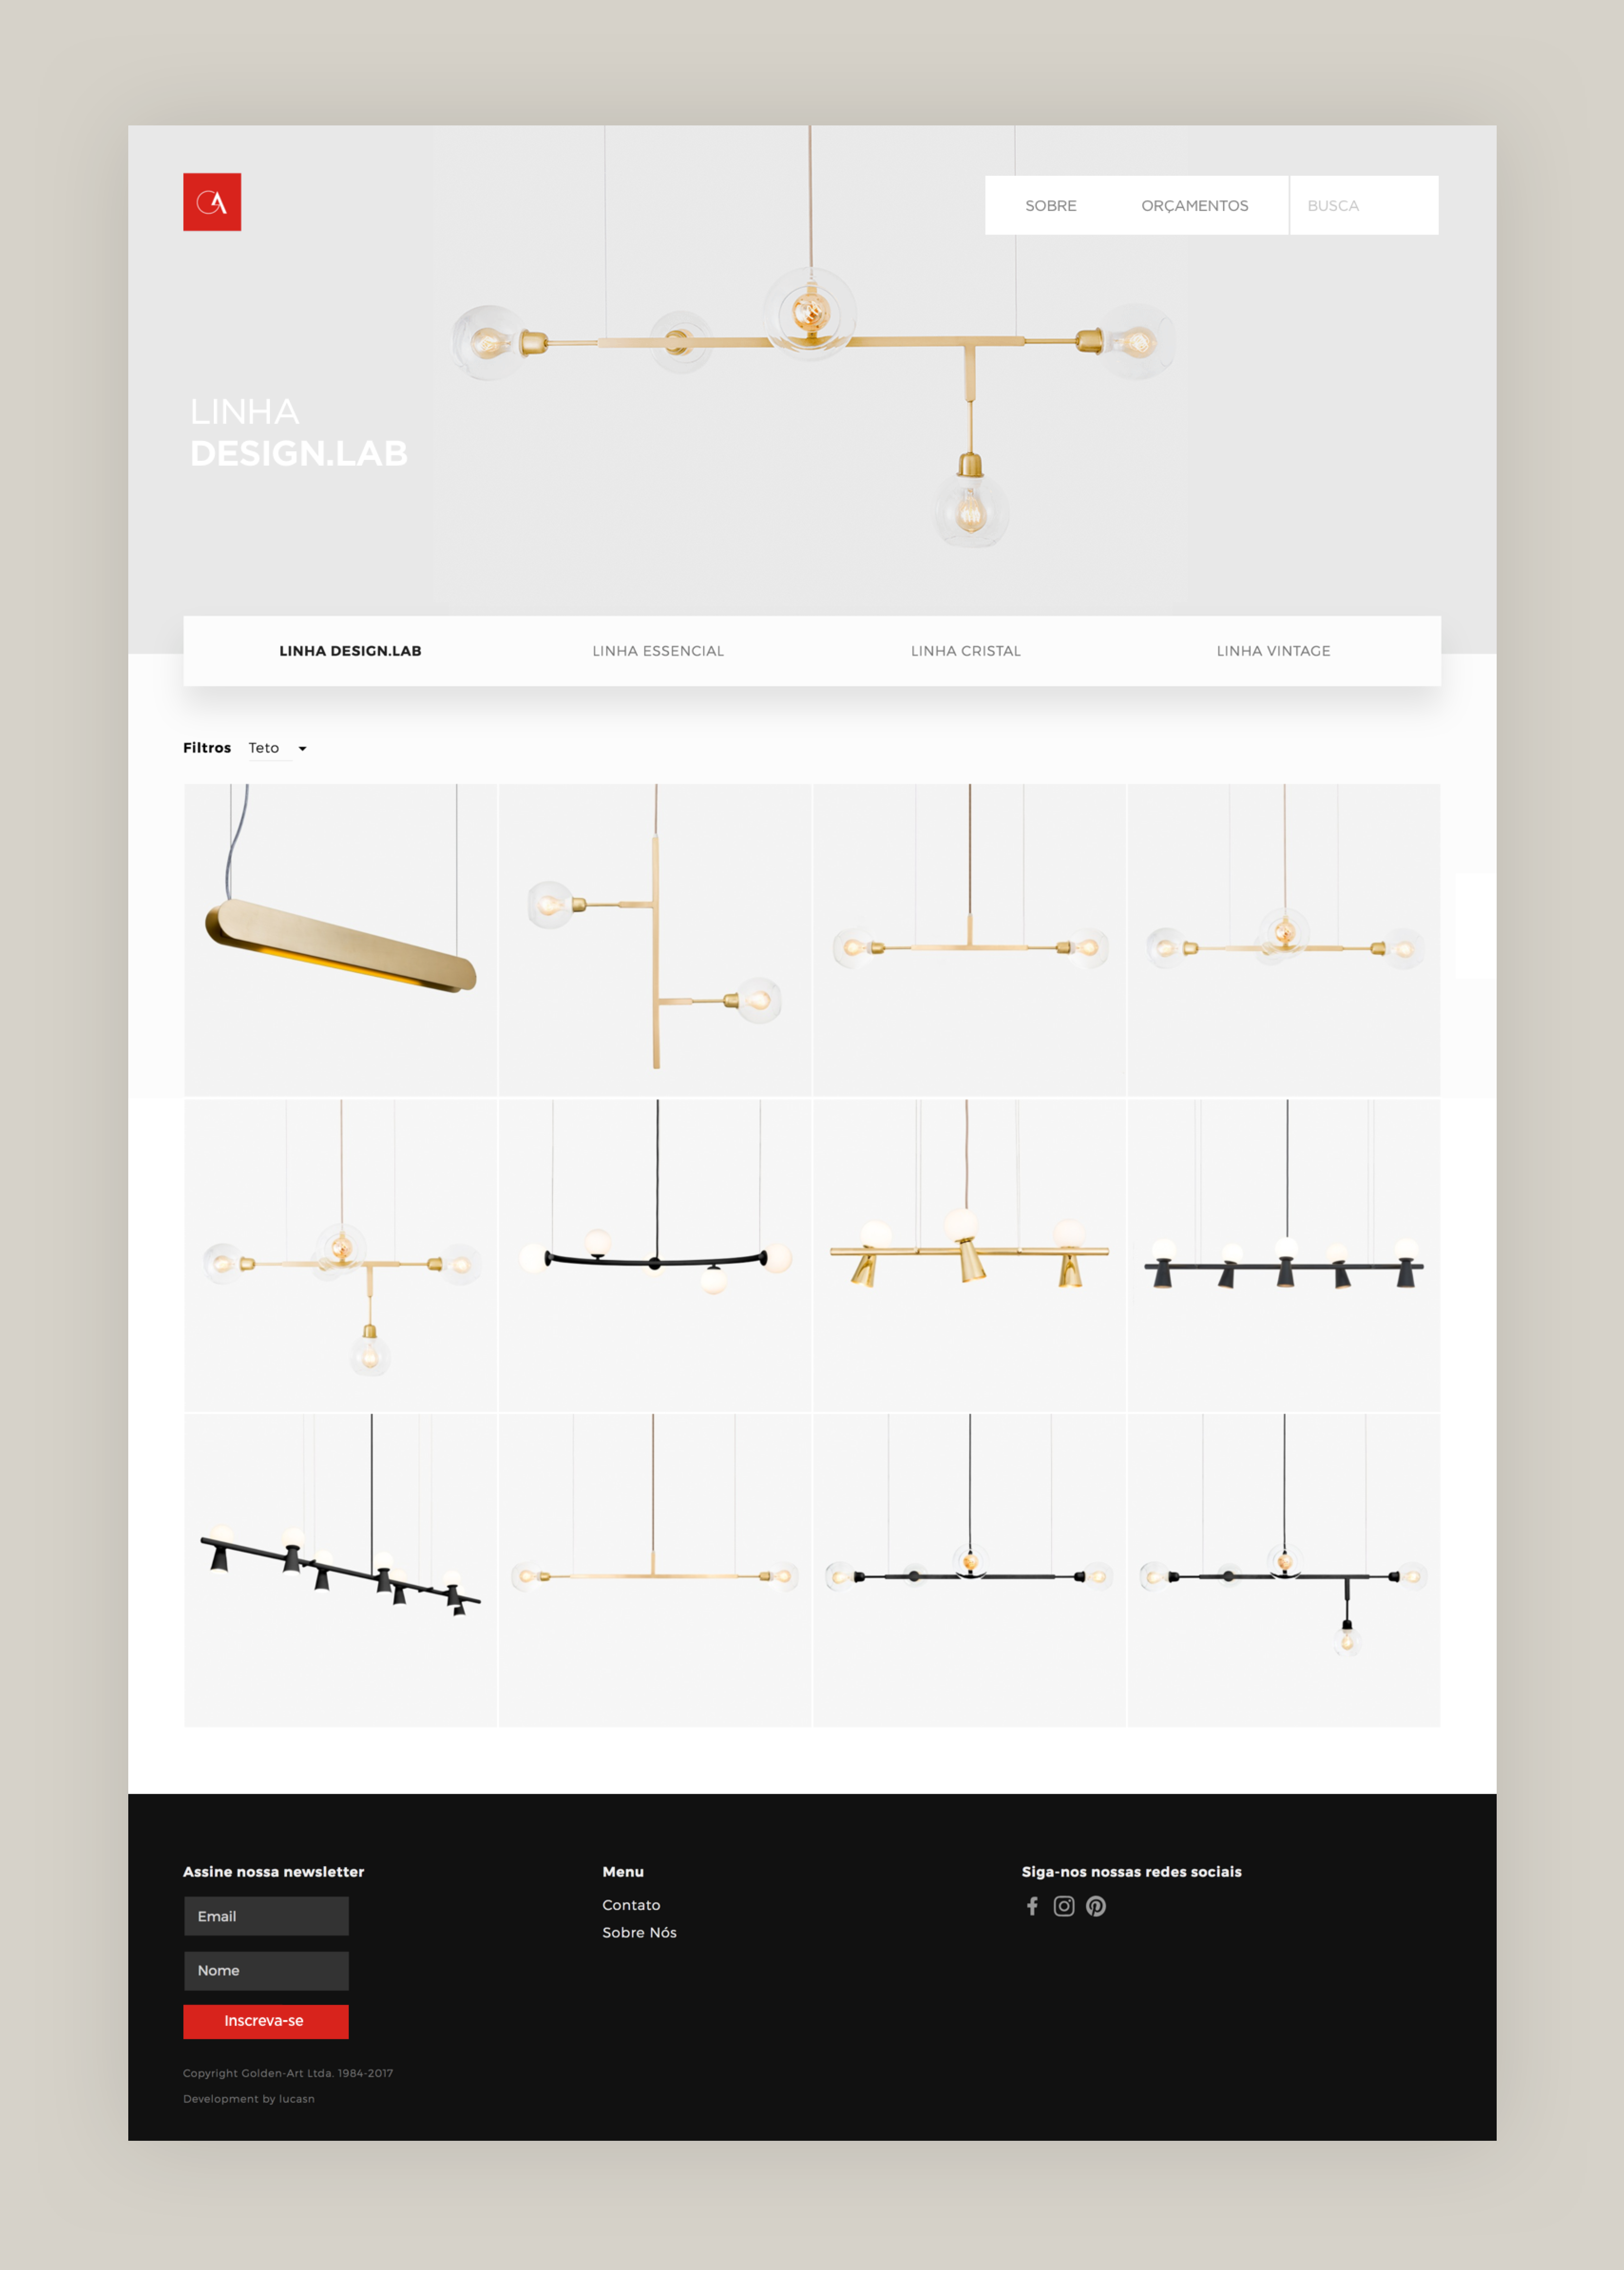 GA
SOBRE ORÇAMENTOS BUSCA
LINHA
DESIGN.LAB
LINHA DESIGN.LAB LINHA ESSENCIAL LINHA CRISTAL LINHA VINTAGE
Filtros Teto
Assine nossa newsletter
Email
Nome
Inscreva-se
Copyright Golden-Art Ltda. 1984-2017
Development by lucasn
Menu
Contato
Sobre Nós
Siga-nos nossas redes sociais